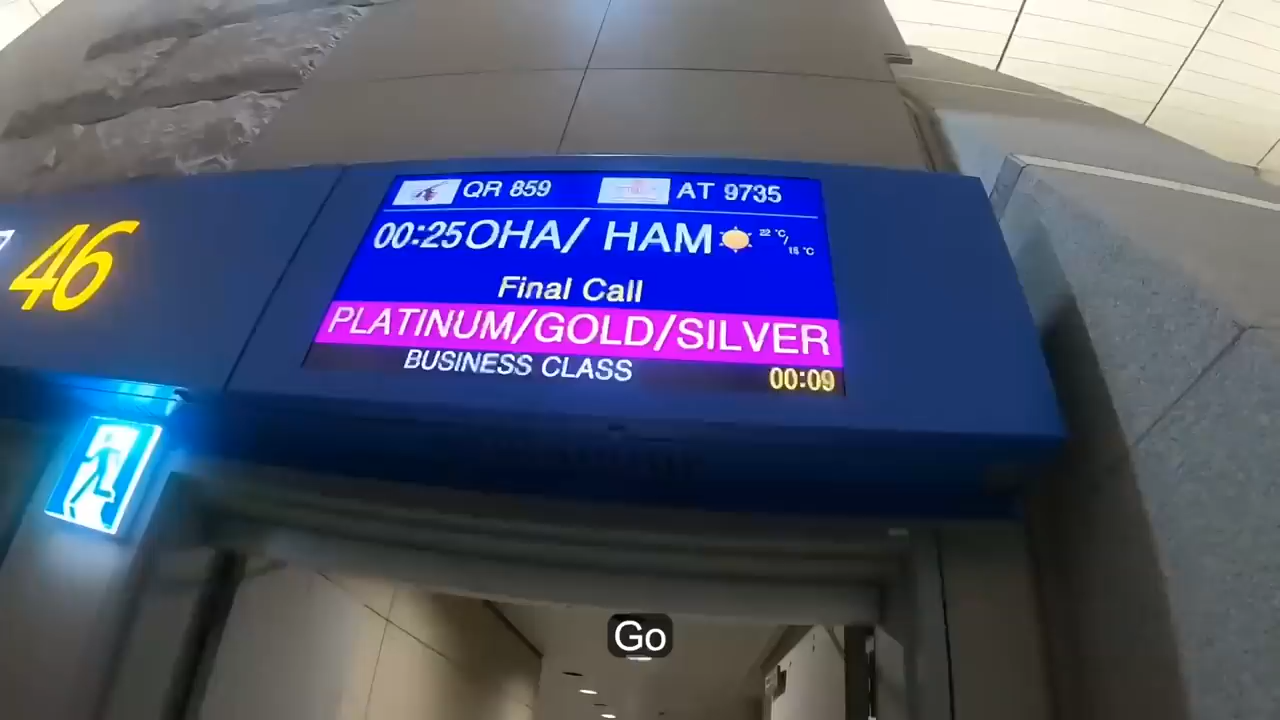 46
QR 859 AT 9735
00:25OHA/ HAM 22 °C/ 15 °C
Final Call
PLATINUM/GOLD/SILVER
BUSINESS CLASS 00:09
Go